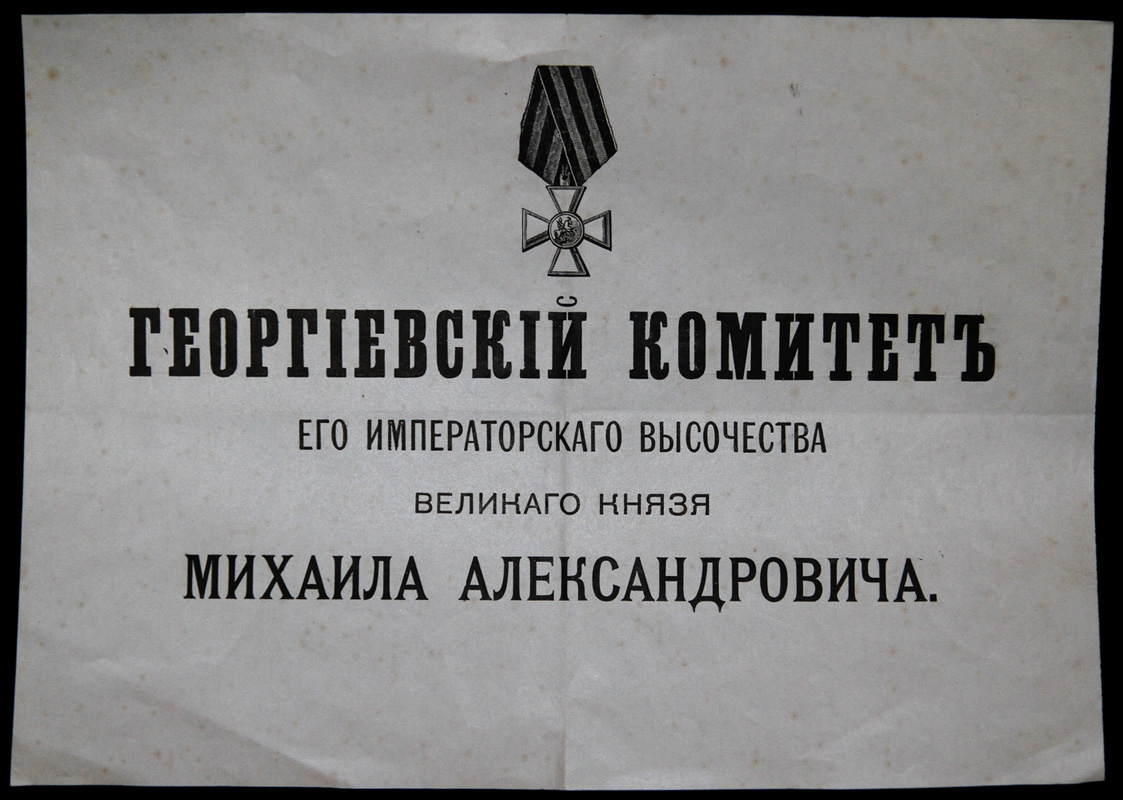 ГЕОРГІЕВСКІЙ КОМИТЕТЪ
ЕГО ИМПЕРАТОРСКАГО ВЫСОЧЕСТВА
ВЕЛИКАГО КНЯЗЯ
МИХАИЛА АЛЕКСАНДРОВИЧА.